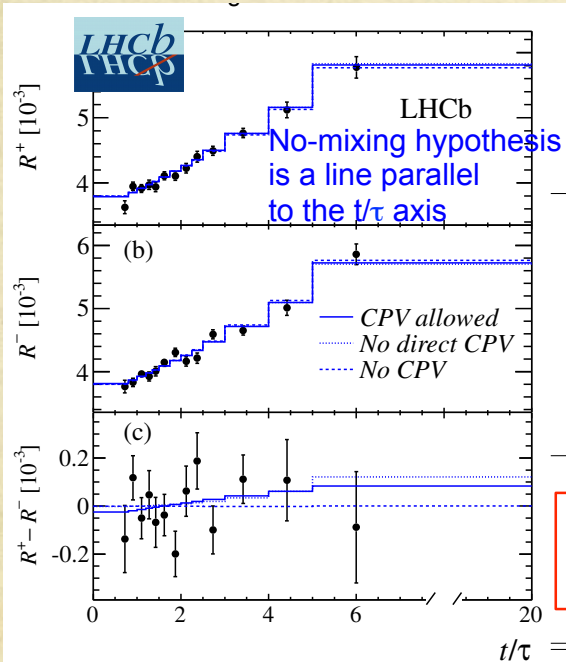 LHCb
LHCb
R⁺ [10⁻³]
5
4
LHCb
No-mixing hypothesis
is a line parallel
to the t/τ axis
(b)
R⁻ [10⁻³]
6
5
4
CPV allowed
No direct CPV
No CPV
(c)
R⁺−R⁻ [10⁻³]
0.2
0
-0.2
0 2 4 6 20
t/τ